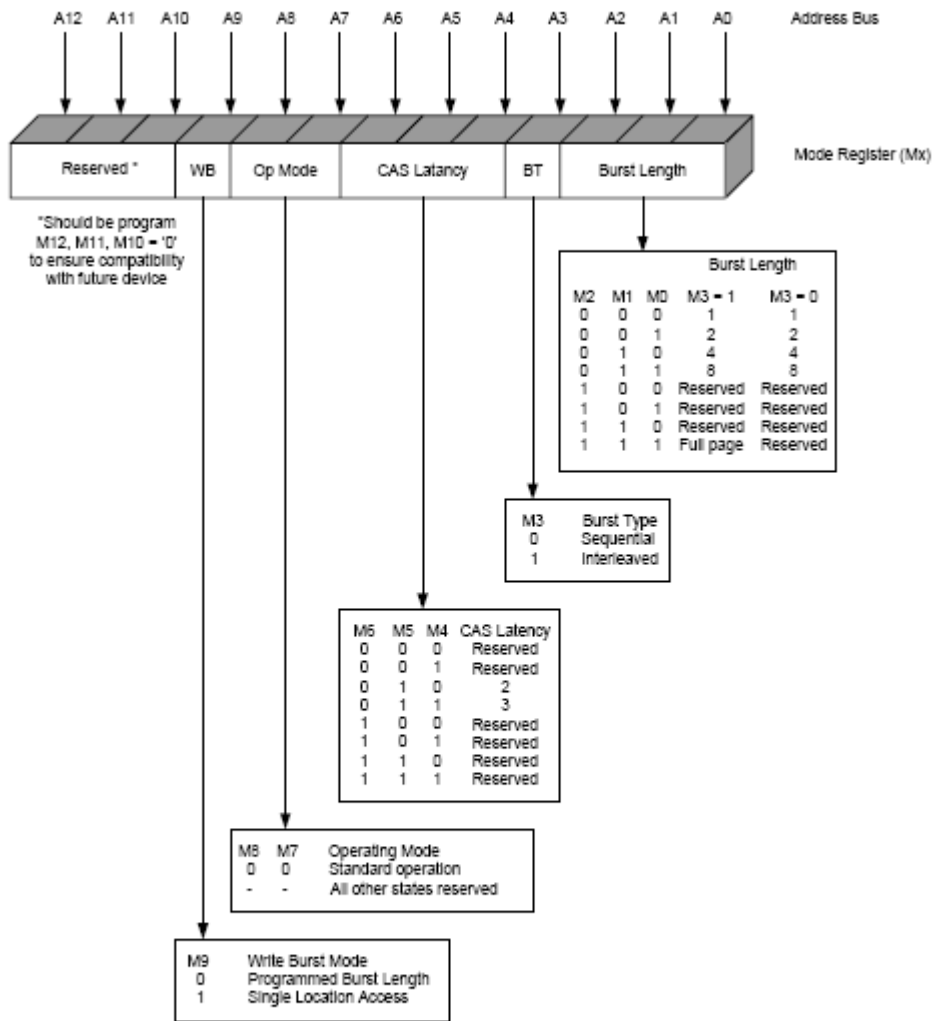 A12 A11 A10 A9 A8 A7 A6 A5 A4 A3 A2 A1 A0 Address Bus
Reserved * WB Op Mode CAS Latancy BT Burst Length Mode Register (Mx)
*Should be program
M12, M11, M10 = '0'
to ensure compatibility
with future device
Burst Length
M2 M1 M0 M3 = 1 M3 = 0
0 0 0 1 1
0 0 1 2 2
0 1 0 4 4
0 1 1 8 8
1 0 0 Reserved Reserved
1 0 1 Reserved Reserved
1 1 0 Reserved Reserved
1 1 1 Full page Reserved
M3 Burst Type
0 Sequential
1 Interleaved
M6 M5 M4 CAS Latency
0 0 0 Reserved
0 0 1 Reserved
0 1 0 2
0 1 1 3
1 0 0 Reserved
1 0 1 Reserved
1 1 0 Reserved
1 1 1 Reserved
M8 M7 Operating Mode
0 0 Standard operation
- - All other states reserved
M9 Write Burst Mode
0 Programmed Burst Length
1 Single Location Access